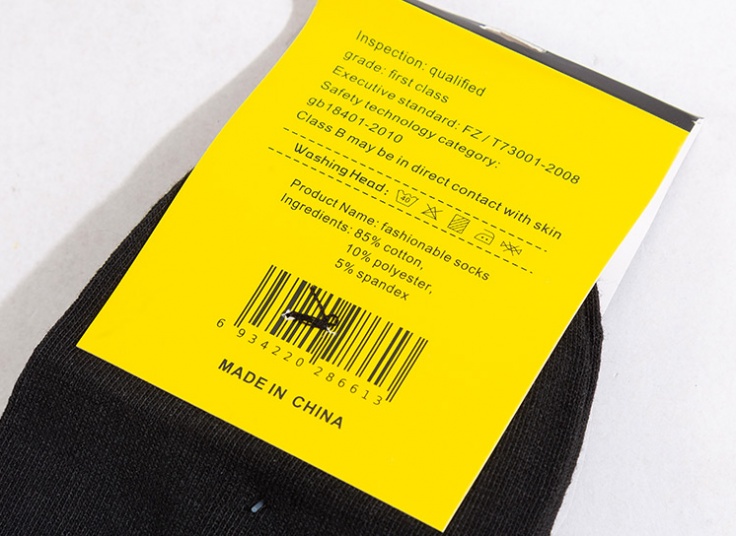 Inspection: qualified
grade: first class
Executive standard: FZ/T73001-2008
Safety technology category:
gb18401-2010
Class B may be in direct contact with skin
Washing Head: 40
Product Name: fashionable socks
Ingredients: 85% cotton,
10% polyester,
5% spandex
6 934220 286613
MADE IN CHINA